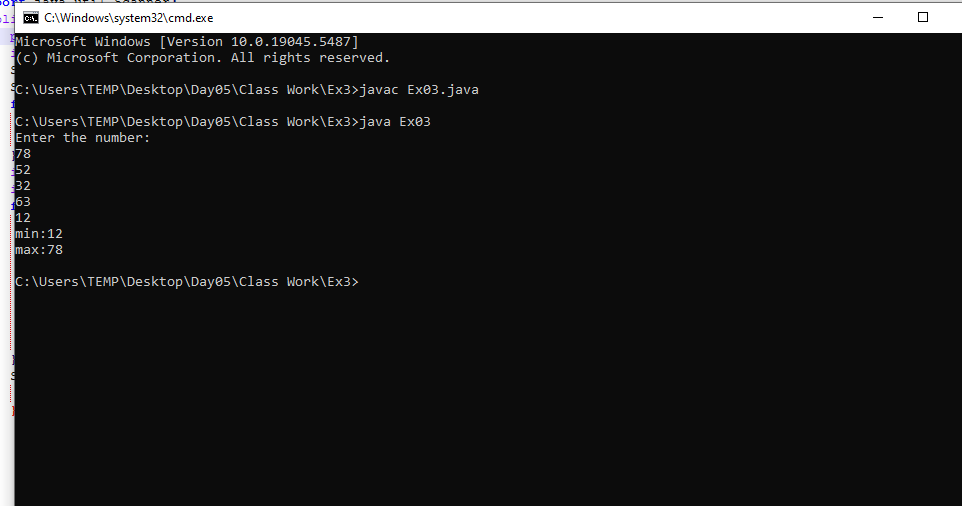 C:\Windows\system32\cmd.exe
Microsoft Windows [Version 10.0.19045.5487]
(c) Microsoft Corporation. All rights reserved.
C:\Users\TEMP\Desktop\Day05\Class Work\Ex3>javac Ex03.java
C:\Users\TEMP\Desktop\Day05\Class Work\Ex3>java Ex03
Enter the number:
78
52
32
63
12
min:12
max:78
C:\Users\TEMP\Desktop\Day05\Class Work\Ex3>